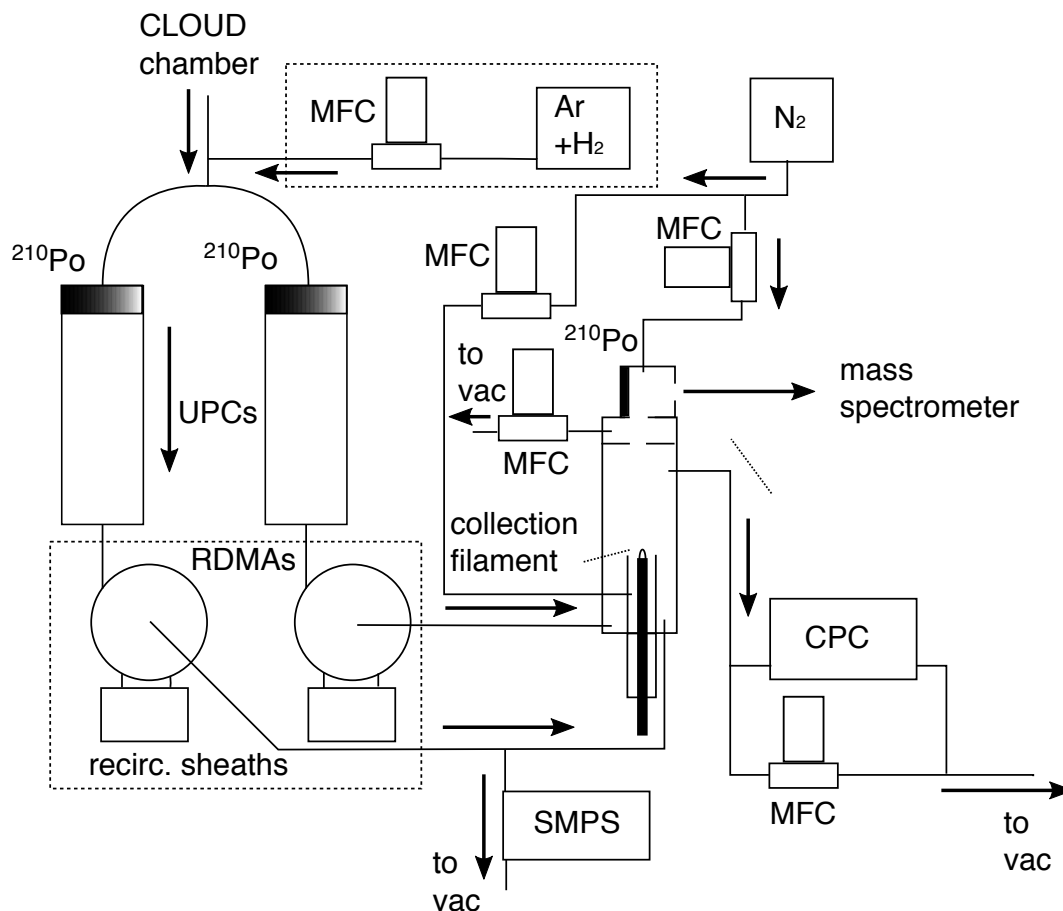 CLOUD
chamber
MFC
Ar
+H₂
N₂
²¹⁰Po
²¹⁰Po
MFC
MFC
²¹⁰Po
to
vac
mass
spectrometer
UPCs
MFC
collection
filament
RDMAs
CPC
recirc. sheaths
MFC
SMPS
to
vac
to
vac